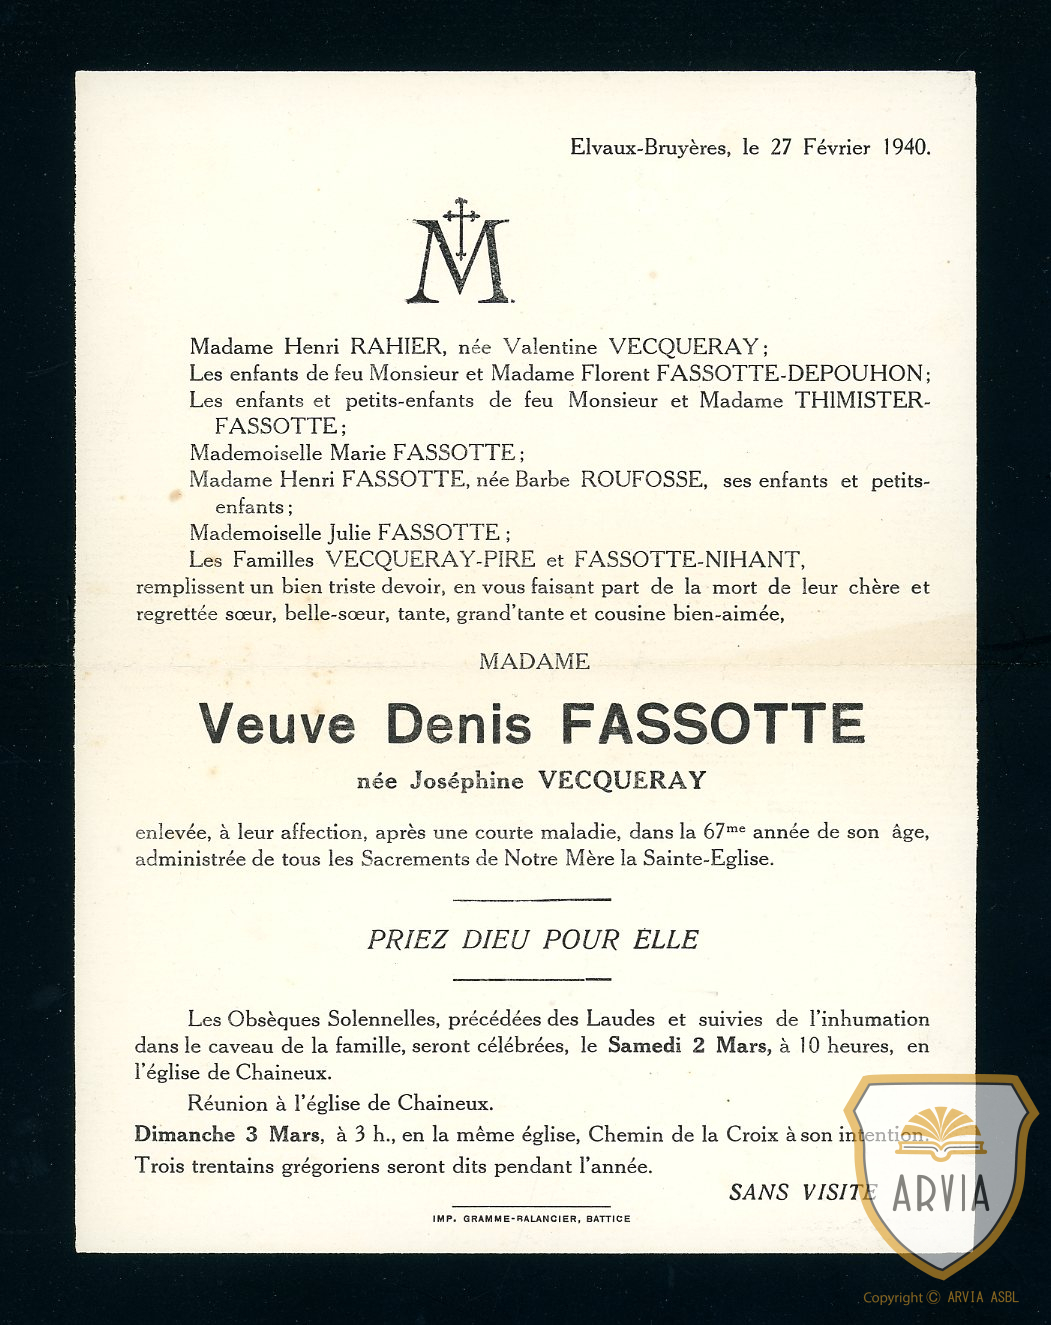 Elvaux-Bruyères, le 27 Février 1940.
M
Madame Henri RAHIER, née Valentine VECQUERAY;
Les enfants de feu Monsieur et Madame Florent FASSOTTE-DEPOUHON;
Les enfants et petits-enfants de feu Monsieur et Madame THIMISTER-
FASSOTTE;
Mademoiselle Marie FASSOTTE;
Madame Henri FASSOTTE, née Barbe ROUFOSSE, ses enfants et petits-
enfants;
Mademoiselle Julie FASSOTTE;
Les Familles VECQUERAY-PIRE et FASSOTTE-NIHANT,
remplissent un bien triste devoir, en vous faisant part de la mort de leur chère et
regrettée sœur, belle-sœur, tante, grand'tante et cousine bien-aimée,
MADAME
Veuve Denis FASSOTTE
née Joséphine VECQUERAY
enlevée, à leur affection, après une courte maladie, dans la 67me année de son âge,
administrée de tous les Sacrements de Notre Mère la Sainte-Eglise.
PRIEZ DIEU POUR ELLE
Les Obsèques Solennelles, précédées des Laudes et suivies de l'inhumation
dans le caveau de la famille, seront célébrées, le Samedi 2 Mars, à 10 heures, en
l'église de Chaineux.
Réunion à l'église de Chaineux.
Dimanche 3 Mars, à 3 h., en la même église, Chemin de la Croix à son intention.
Trois trentains grégoriens seront dits pendant l'année.
SANS VISITE
IMP. GRAMME-BALANCIER, BATTICE
ARVIA
Copyright © ARVIA ASBL